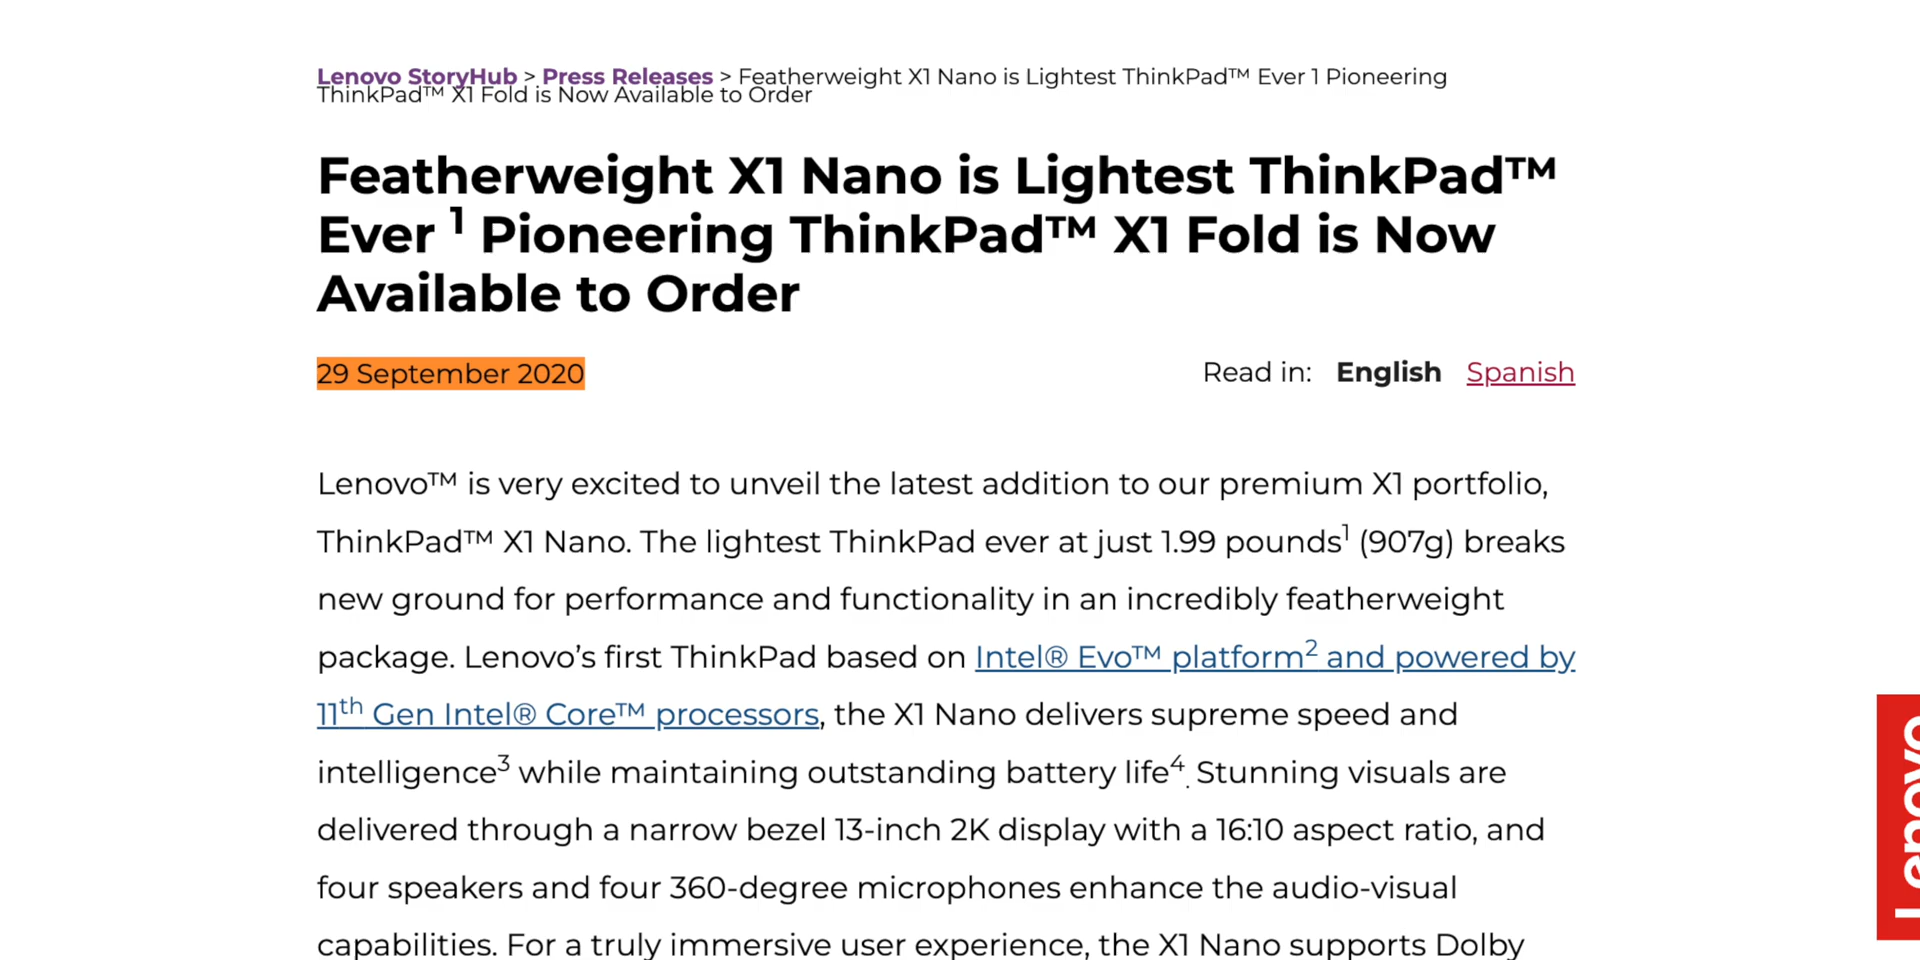 Lenovo StoryHub > Press Releases > Featherweight X1 Nano is Lightest ThinkPad™ Ever 1 Pioneering
ThinkPad™ X1 Fold is Now Available to Order
Featherweight X1 Nano is Lightest ThinkPad™
Ever 1 Pioneering ThinkPad™ X1 Fold is Now
Available to Order
29 September 2020
Read in: English Spanish
Lenovo™ is very excited to unveil the latest addition to our premium X1 portfolio,
ThinkPad™ X1 Nano. The lightest ThinkPad ever at just 1.99 pounds1 (907g) breaks
new ground for performance and functionality in an incredibly featherweight
package. Lenovo’s first ThinkPad based on Intel® Evo™ platform2 and powered by
11th Gen Intel® Core™ processors, the X1 Nano delivers supreme speed and
intelligence3 while maintaining outstanding battery life4. Stunning visuals are
delivered through a narrow bezel 13-inch 2K display with a 16:10 aspect ratio, and
four speakers and four 360-degree microphones enhance the audio-visual
capabilities. For a truly immersive user experience, the X1 Nano supports Dolby
Lenovo